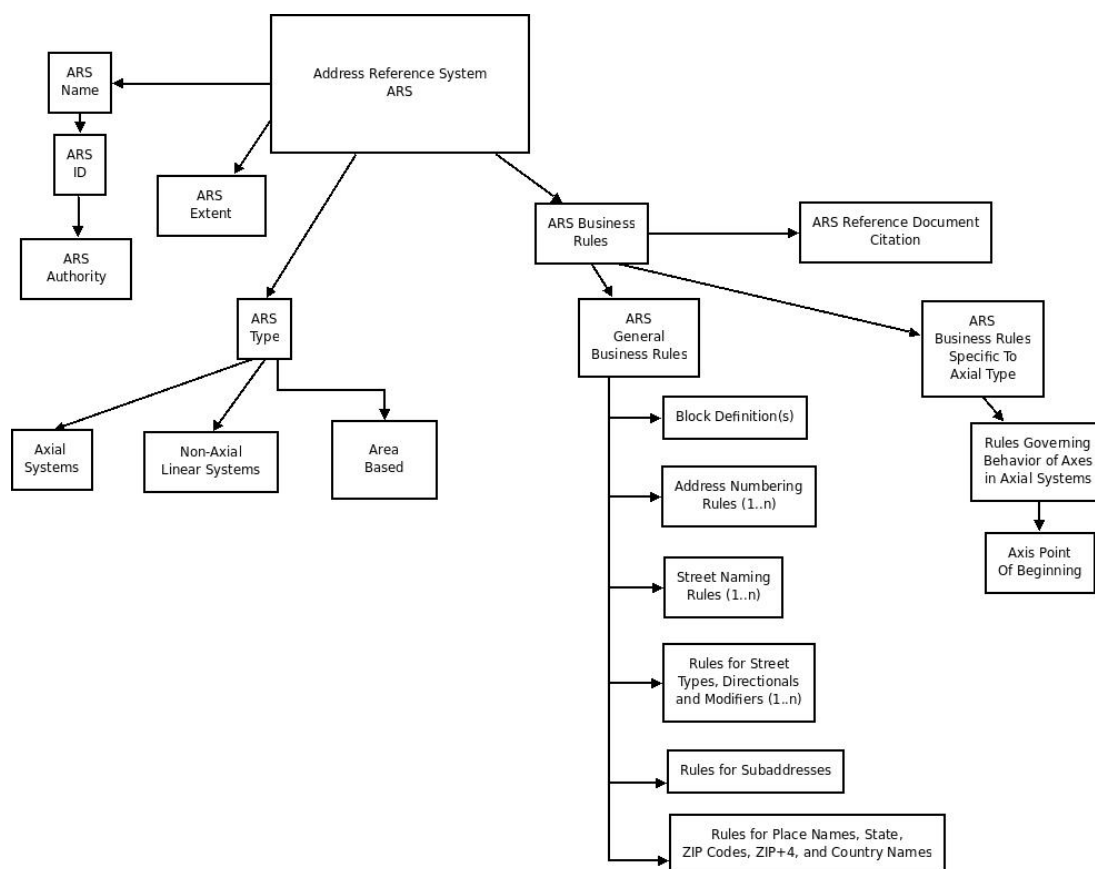 Address Reference System
ARS
ARS
Name
ARS
ID
ARS
Authority
ARS
Extent
ARS
Type
Axial
Systems
Non-Axial
Linear Systems
Area
Based
ARS Business
Rules
ARS Reference Document
Citation
ARS
General
Business Rules
Block Definition(s)
Address Numbering
Rules (1..n)
Street Naming
Rules (1..n)
Rules for Street
Types, Directionals
and Modifiers (1..n)
Rules for Subaddresses
Rules for Place Names, State,
ZIP Codes, ZIP+4, and Country Names
ARS
Business Rules
Specific To
Axial Type
Rules Governing
Behavior of Axes
in Axial Systems
Axis Point
Of Beginning